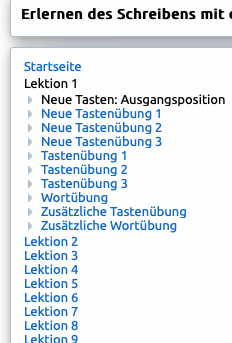 Erlernen des Schreibens mit
Startseite
Lektion 1
Neue Tasten: Ausgangsposition
Neue Tastenübung 1
Neue Tastenübung 2
Neue Tastenübung 3
Tastenübung 1
Tastenübung 2
Tastenübung 3
Wortübung
Zusätzliche Tastenübung
Zusätzliche Wortübung
Lektion 2
Lektion 3
Lektion 4
Lektion 5
Lektion 6
Lektion 7
Lektion 8
Lektion 9